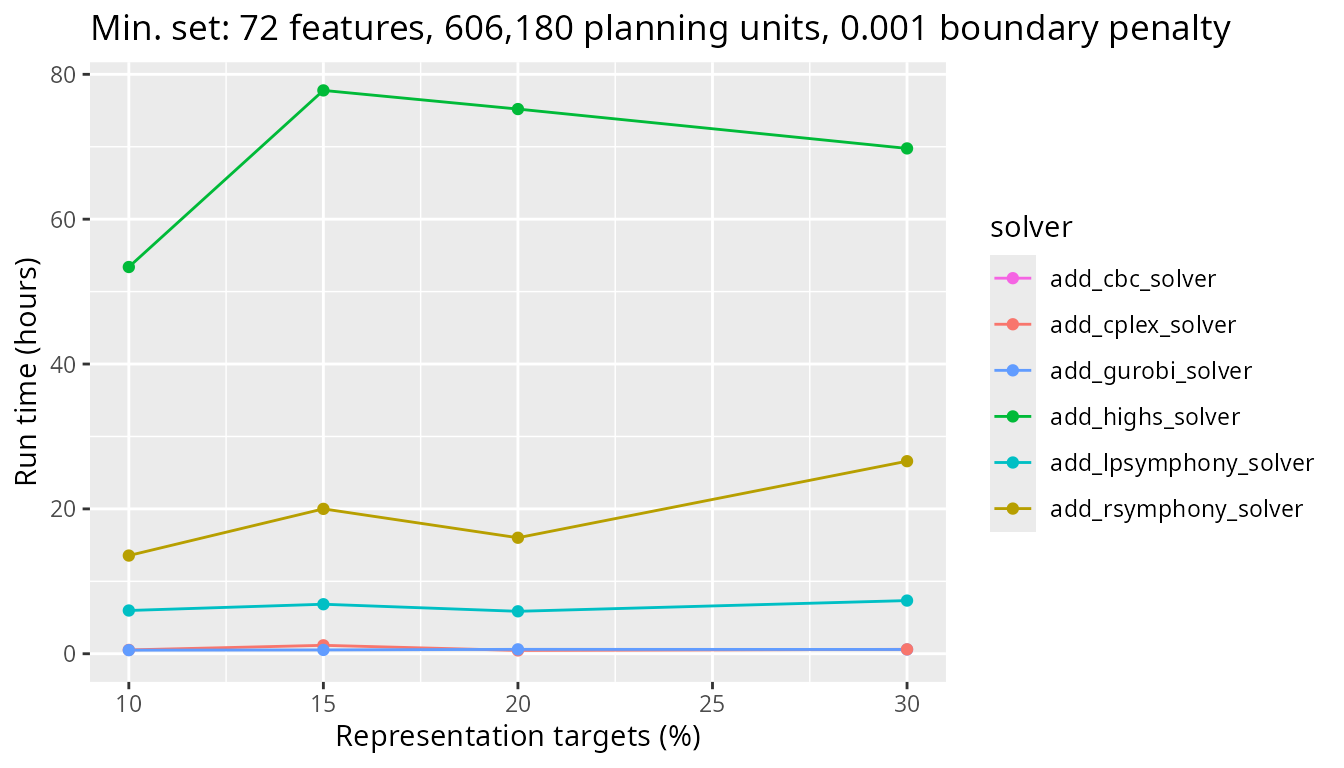 Min. set: 72 features, 606,180 planning units, 0.001 boundary penalty
80
60
40
20
0
Run time (hours)
10
15
20
25
30
Representation targets (%)
solver
add_cbc_solver
add_cplex_solver
add_gurobi_solver
add_highs_solver
add_lpsymphony_solver
add_rsymphony_solver